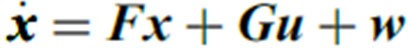 ẋ = Fx + Gu + w